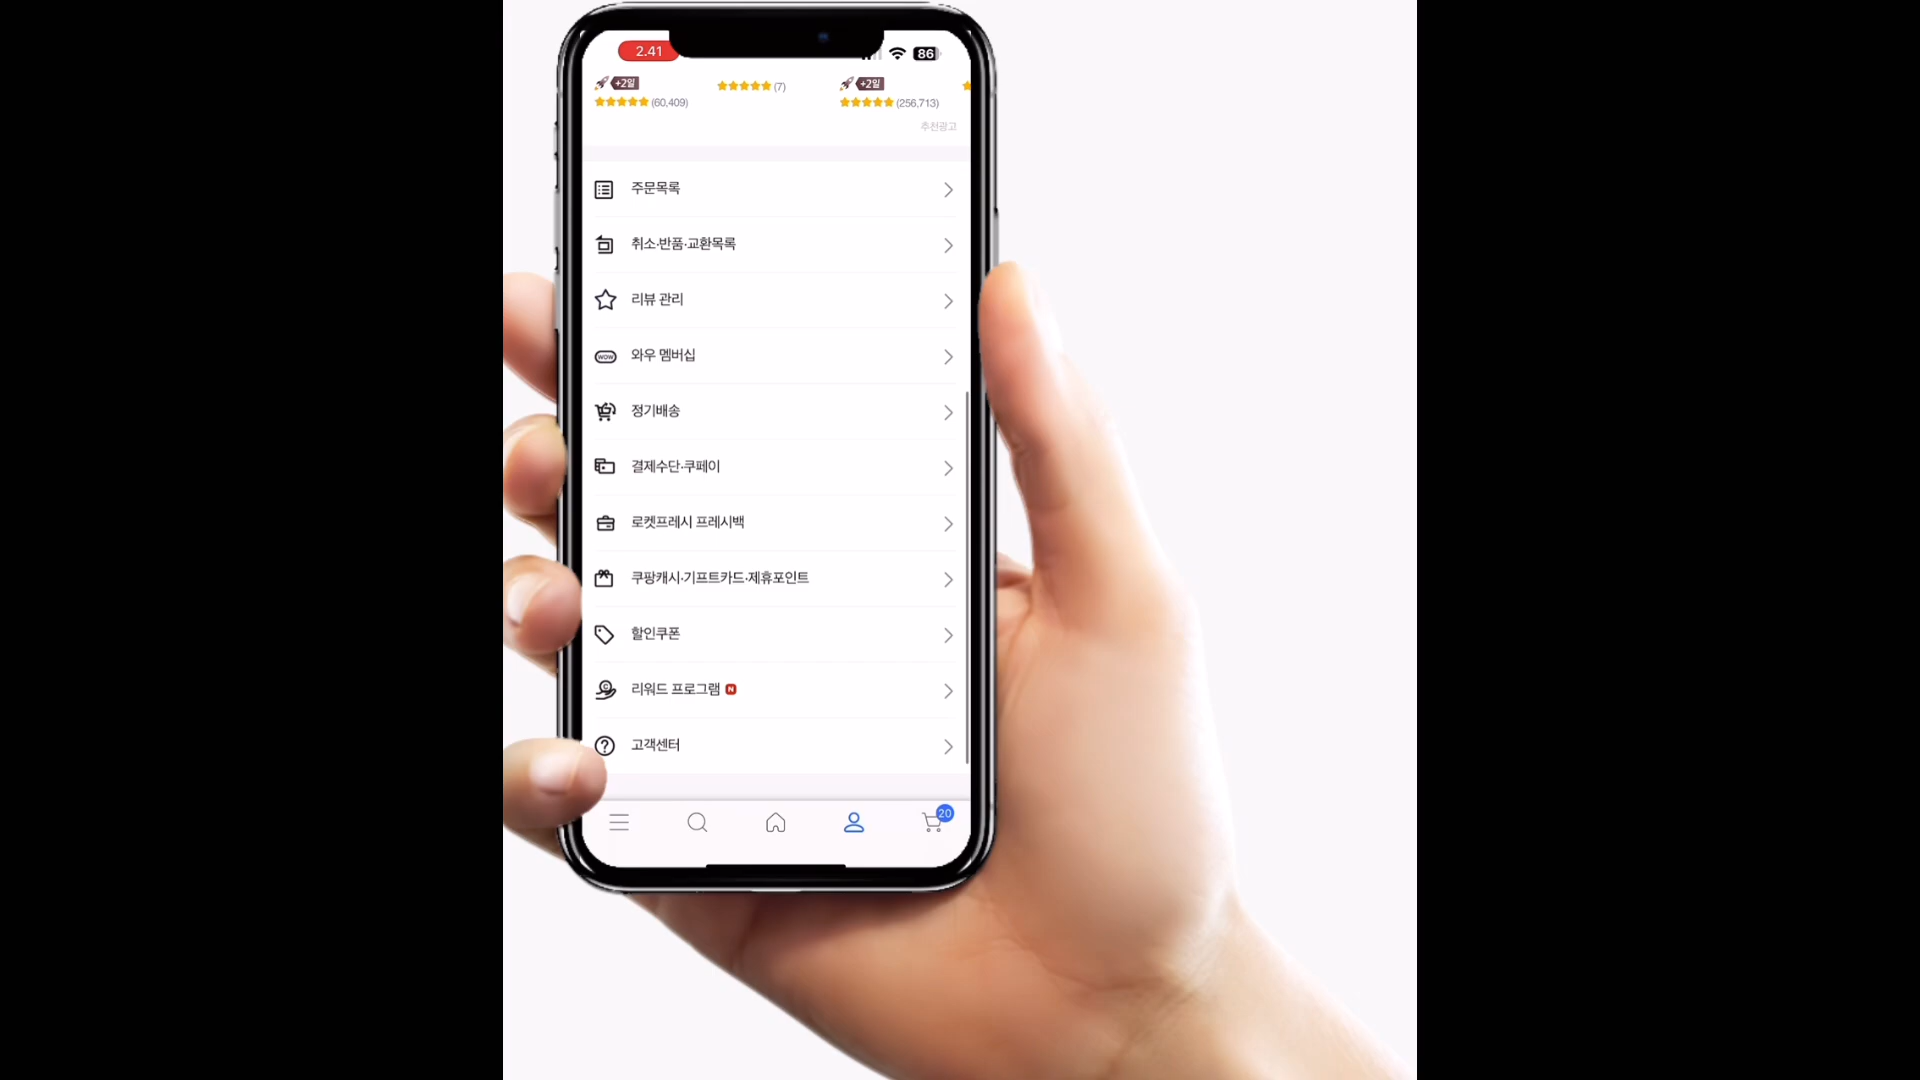 2.41
86
+2일
(7)
+2일
(60,409)
(256,713)
추천광고
주문목록
취소·반품·교환목록
리뷰 관리
WOW 와우 멤버십
정기배송
결제수단·쿠페이
로켓프레시 프레시백
쿠팡캐시·기프트카드·제휴포인트
할인쿠폰
리워드 프로그램 N
고객센터
20